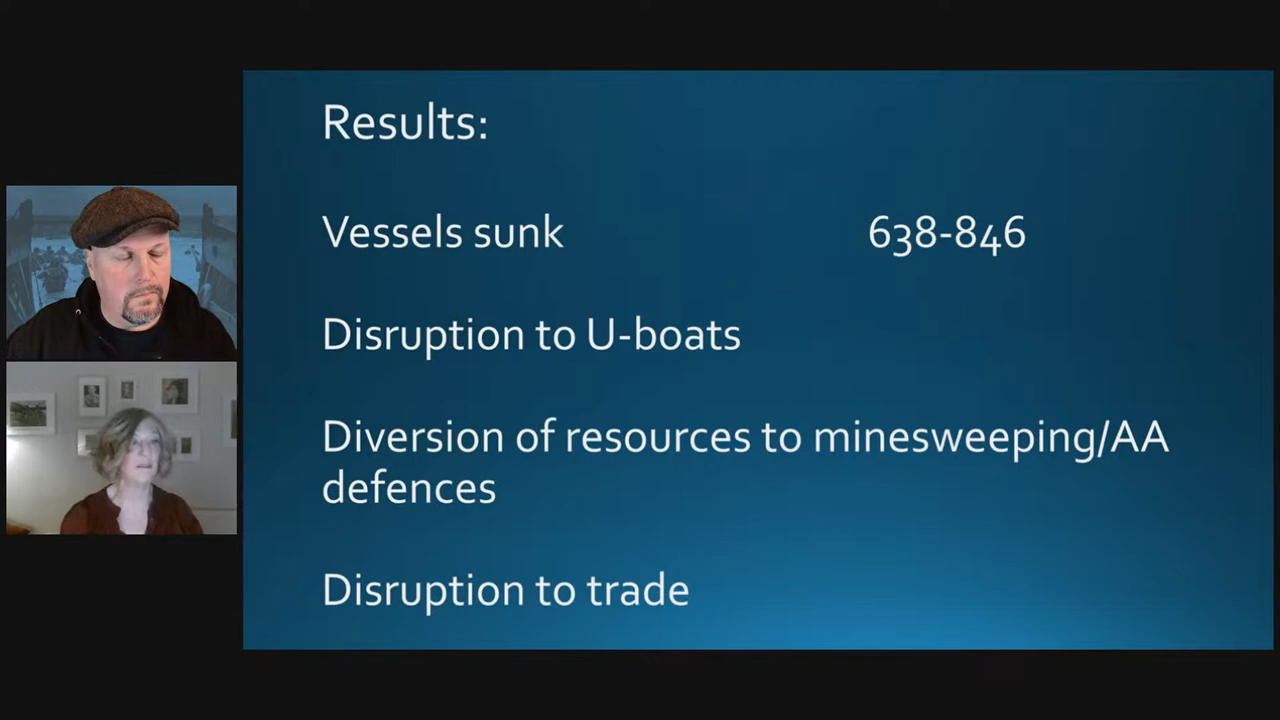 Results:
Vessels sunk 638-846
Disruption to U-boats
Diversion of resources to minesweeping/AA
defences
Disruption to trade